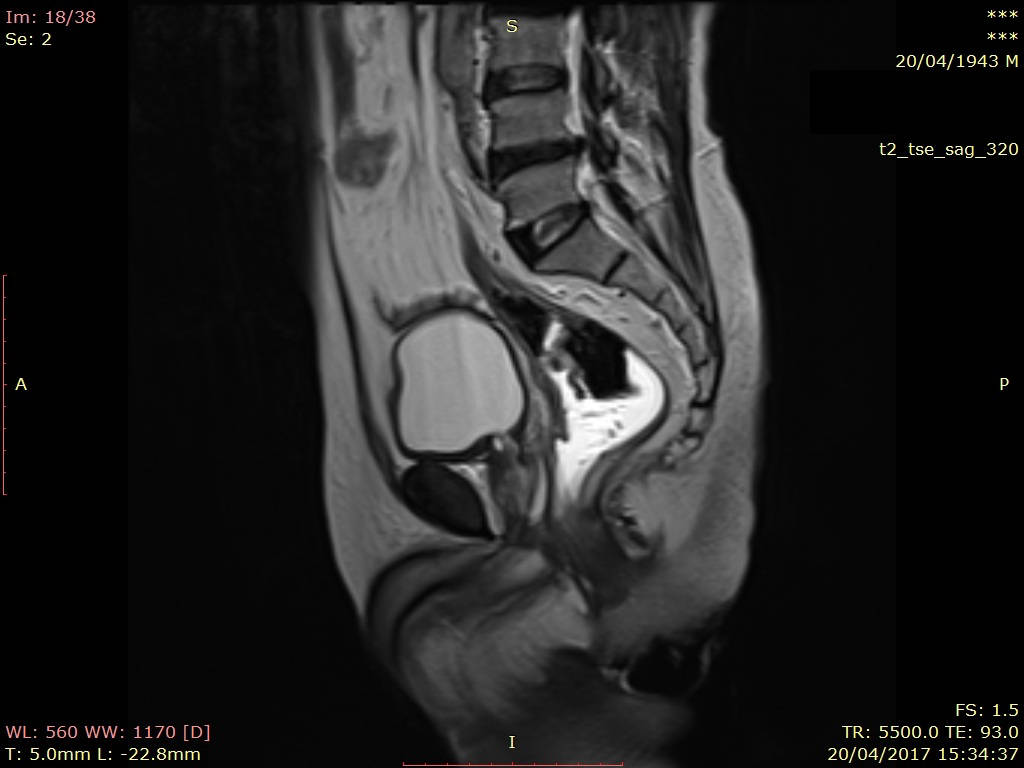 Im: 18/38
Se: 2
S
***
***
20/04/1943 M
t2_tse_sag_320
A
P
WL: 560 WW: 1170 [D]
T: 5.0mm L: -22.8mm
I
FS: 1.5
TR: 5500.0 TE: 93.0
20/04/2017 15:34:37